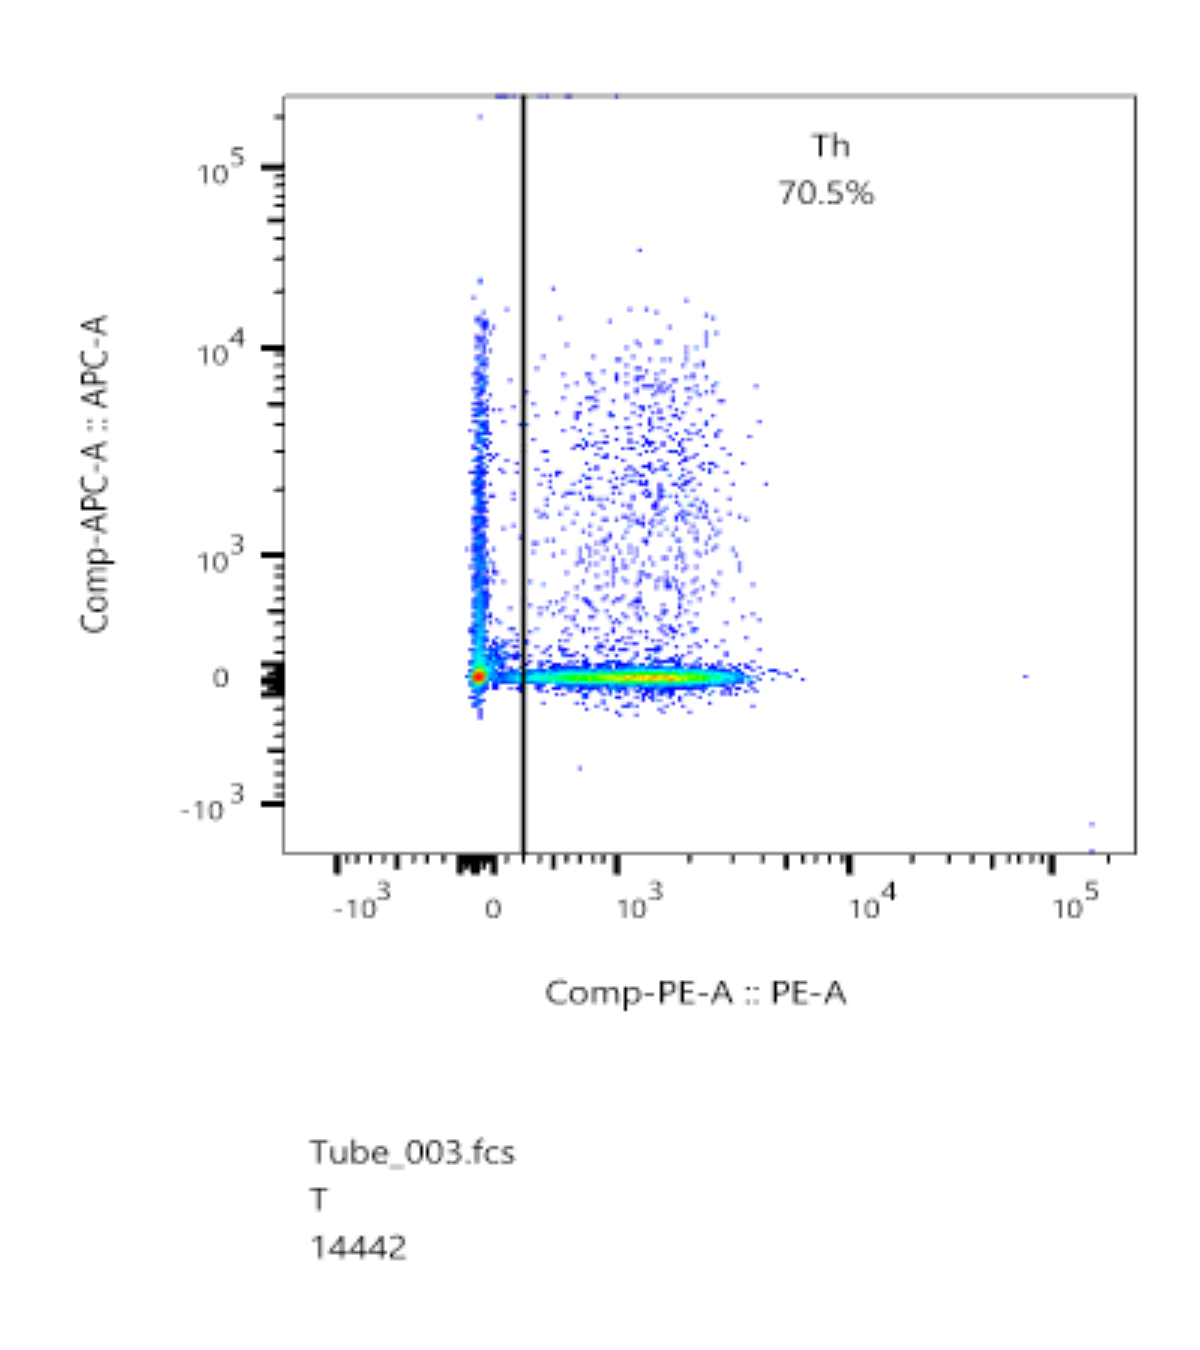 Th
70.5%
10^5
10^4
10^3
0
-10^3
Comp-APC-A :: APC-A
-10^3 0 10^3 10^4 10^5
Comp-PE-A :: PE-A
Tube_003.fcs
T
14442